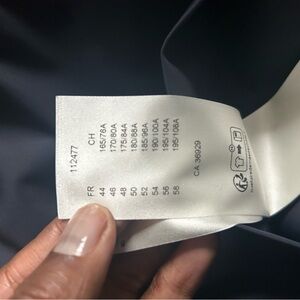 112477
FR CH
44 165/76A
46 170/80A
48 175/84A
50 180/88A
52 185/96A
54 190/100A
56 195/104A
58 195/108A
CA 36929